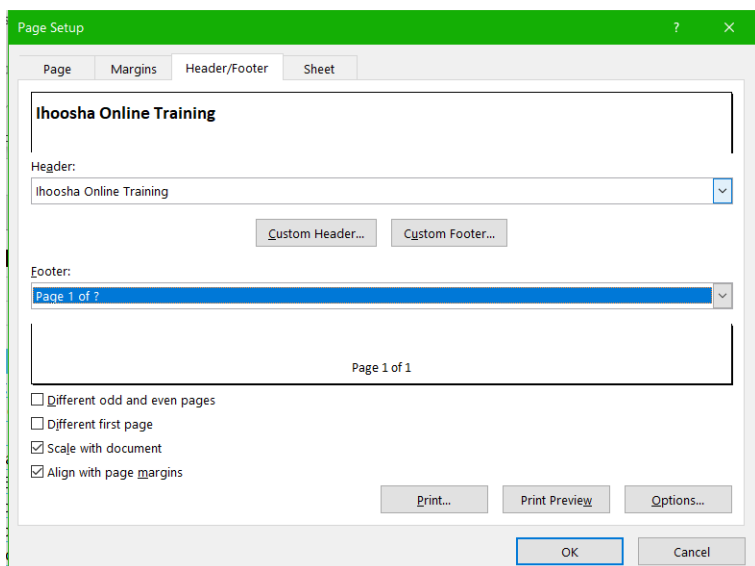 Page Setup ? ×
Page Margins Header/Footer Sheet
Ihoosha Online Training
Header:
Ihoosha Online Training
Custom Header... Custom Footer...
Footer:
Page 1 of ?
Page 1 of 1
Different odd and even pages
Different first page
Scale with document
Align with page margins
Print... Print Preview Options...
OK Cancel